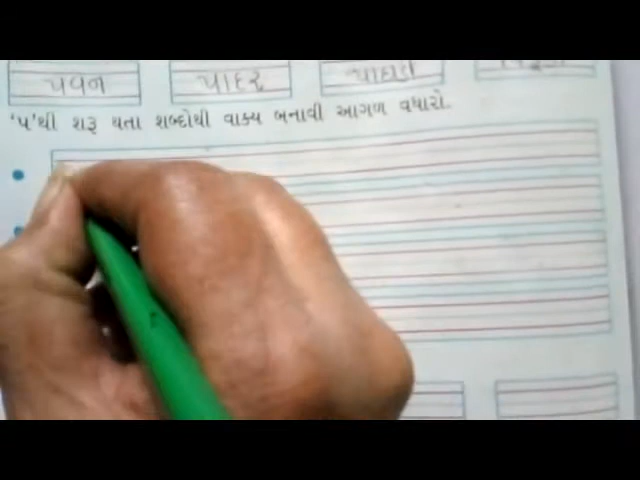 પવન પાદર પાદાતી
'પ'થી શરૂ થતા શબ્દોથી વાક્ય બનાવી આગળ વધારો.